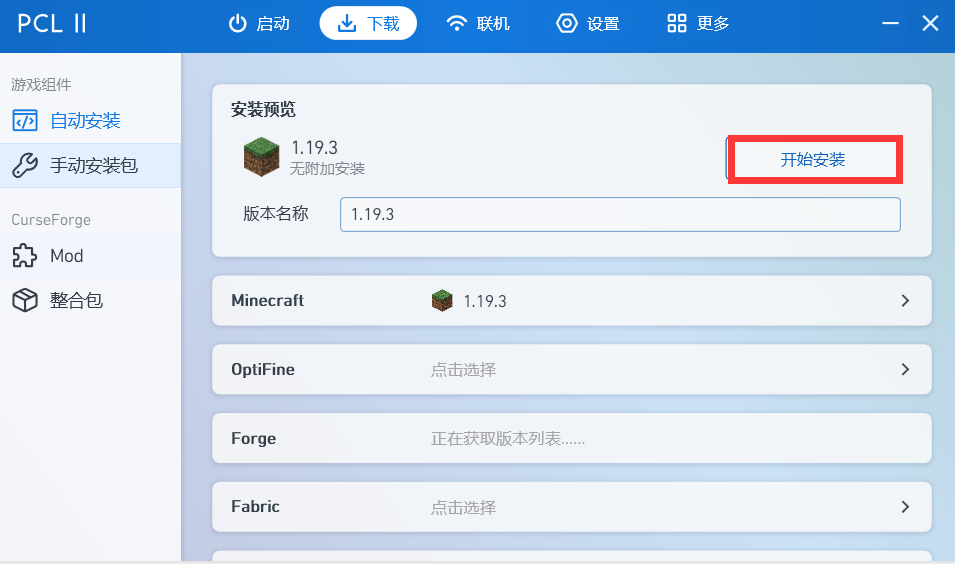 PCL II
启动
下载
联机
设置
更多
游戏组件
自动安装
手动安装包
CurseForge
Mod
整合包
安装预览
1.19.3
无附加安装
开始安装
版本名称
1.19.3
Minecraft
1.19.3
OptiFine
点击选择
Forge
正在获取版本列表......
Fabric
点击选择